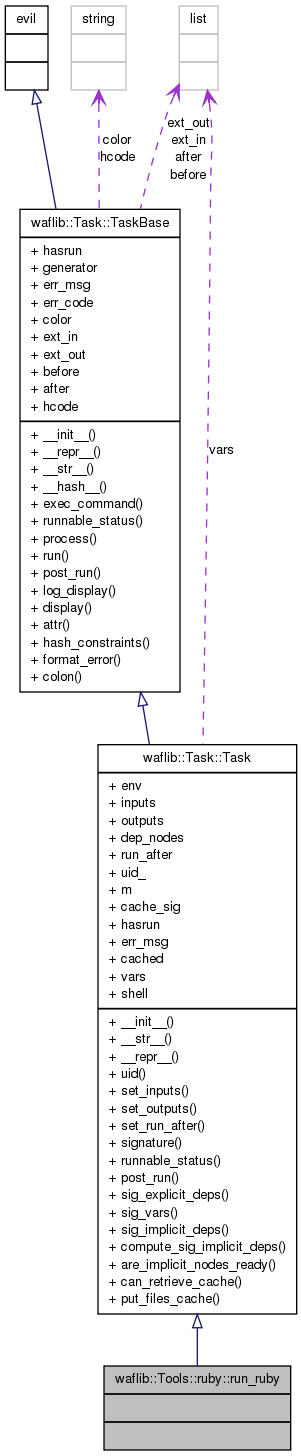 evil
string
list
color
hcode
ext_out
ext_in
after
before
waflib::Task::TaskBase
+ hasrun
+ generator
+ err_msg
+ err_code
+ color
+ ext_in
+ ext_out
+ before
+ after
+ hcode
+ __init__()
+ __repr__()
+ __str__()
+ __hash__()
+ exec_command()
+ runnable_status()
+ process()
+ run()
+ post_run()
+ log_display()
+ display()
+ attr()
+ hash_constraints()
+ format_error()
+ colon()
vars
waflib::Task::Task
+ env
+ inputs
+ outputs
+ dep_nodes
+ run_after
+ uid_
+ m
+ cache_sig
+ hasrun
+ err_msg
+ cached
+ vars
+ shell
+ __init__()
+ __str__()
+ __repr__()
+ uid()
+ set_inputs()
+ set_outputs()
+ set_run_after()
+ signature()
+ runnable_status()
+ post_run()
+ sig_explicit_deps()
+ sig_vars()
+ sig_implicit_deps()
+ compute_sig_implicit_deps()
+ are_implicit_nodes_ready()
+ can_retrieve_cache()
+ put_files_cache()
waflib::Tools::ruby::run_ruby